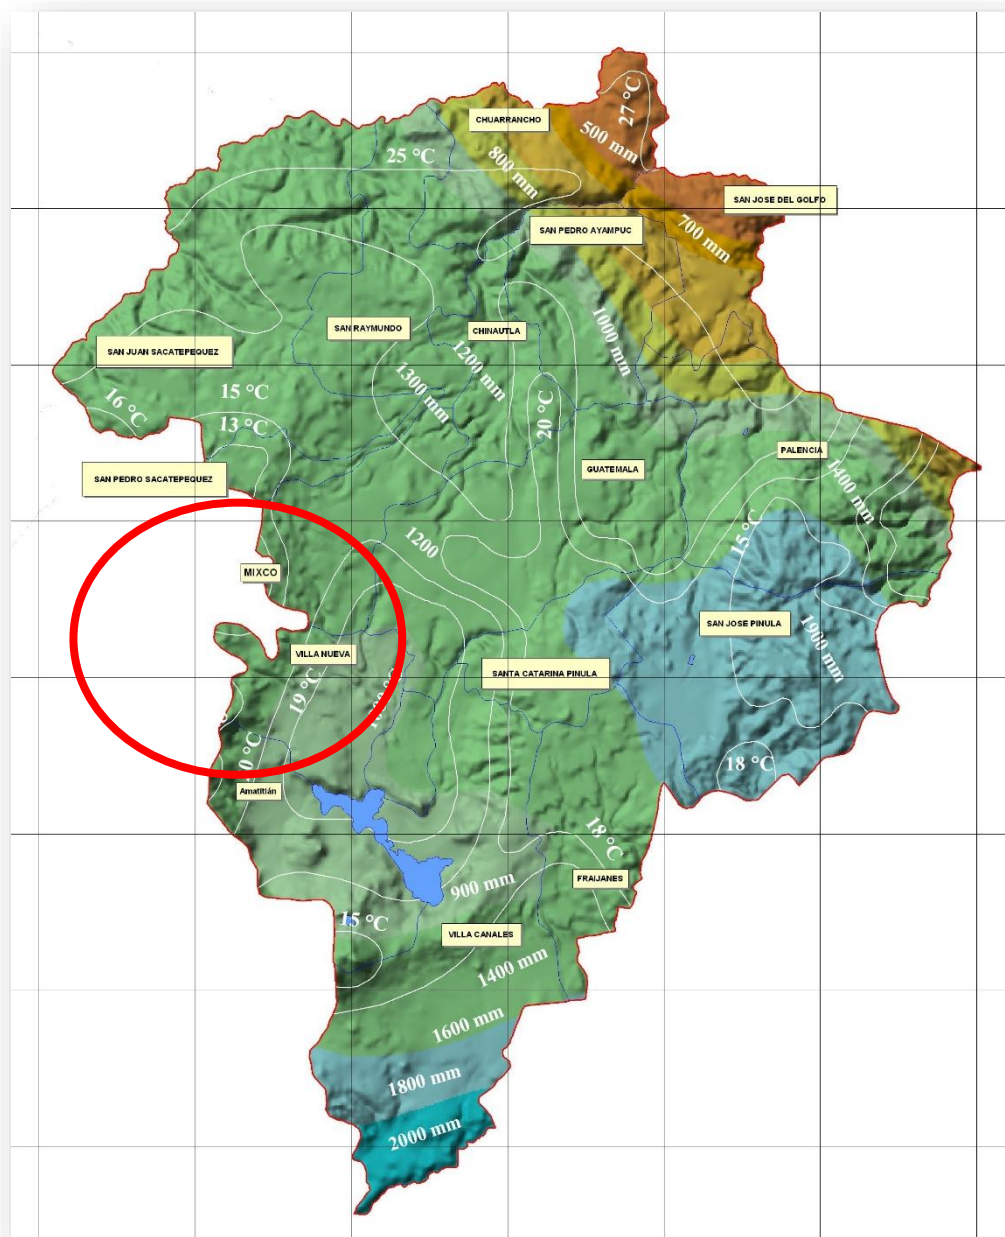 27 °C
CHUARRANCHO
500 mm
25 °C
800 mm
SAN JOSE DEL GOLFO
SAN PEDRO AYAMPUC
700 mm
SAN RAYMUNDO
CHINAUTLA
1000 mm
SAN JUAN SACATEPEQUEZ
1200 mm
1300 mm
15 °C
16 °C
13 °C
20 °C
PALENCIA
GUATEMALA
SAN PEDRO SACATEPEQUEZ
1400 mm
15 °C
1200
MIXCO
SAN JOSE PINULA
1900 mm
VILLA NUEVA
SANTA CATARINA PINULA
19 °C
18 °C
Amatitlán
18 °C
FRAIJANES
900 mm
15 °C
VILLA CANALES
1400 mm
1600 mm
1800 mm
2000 mm